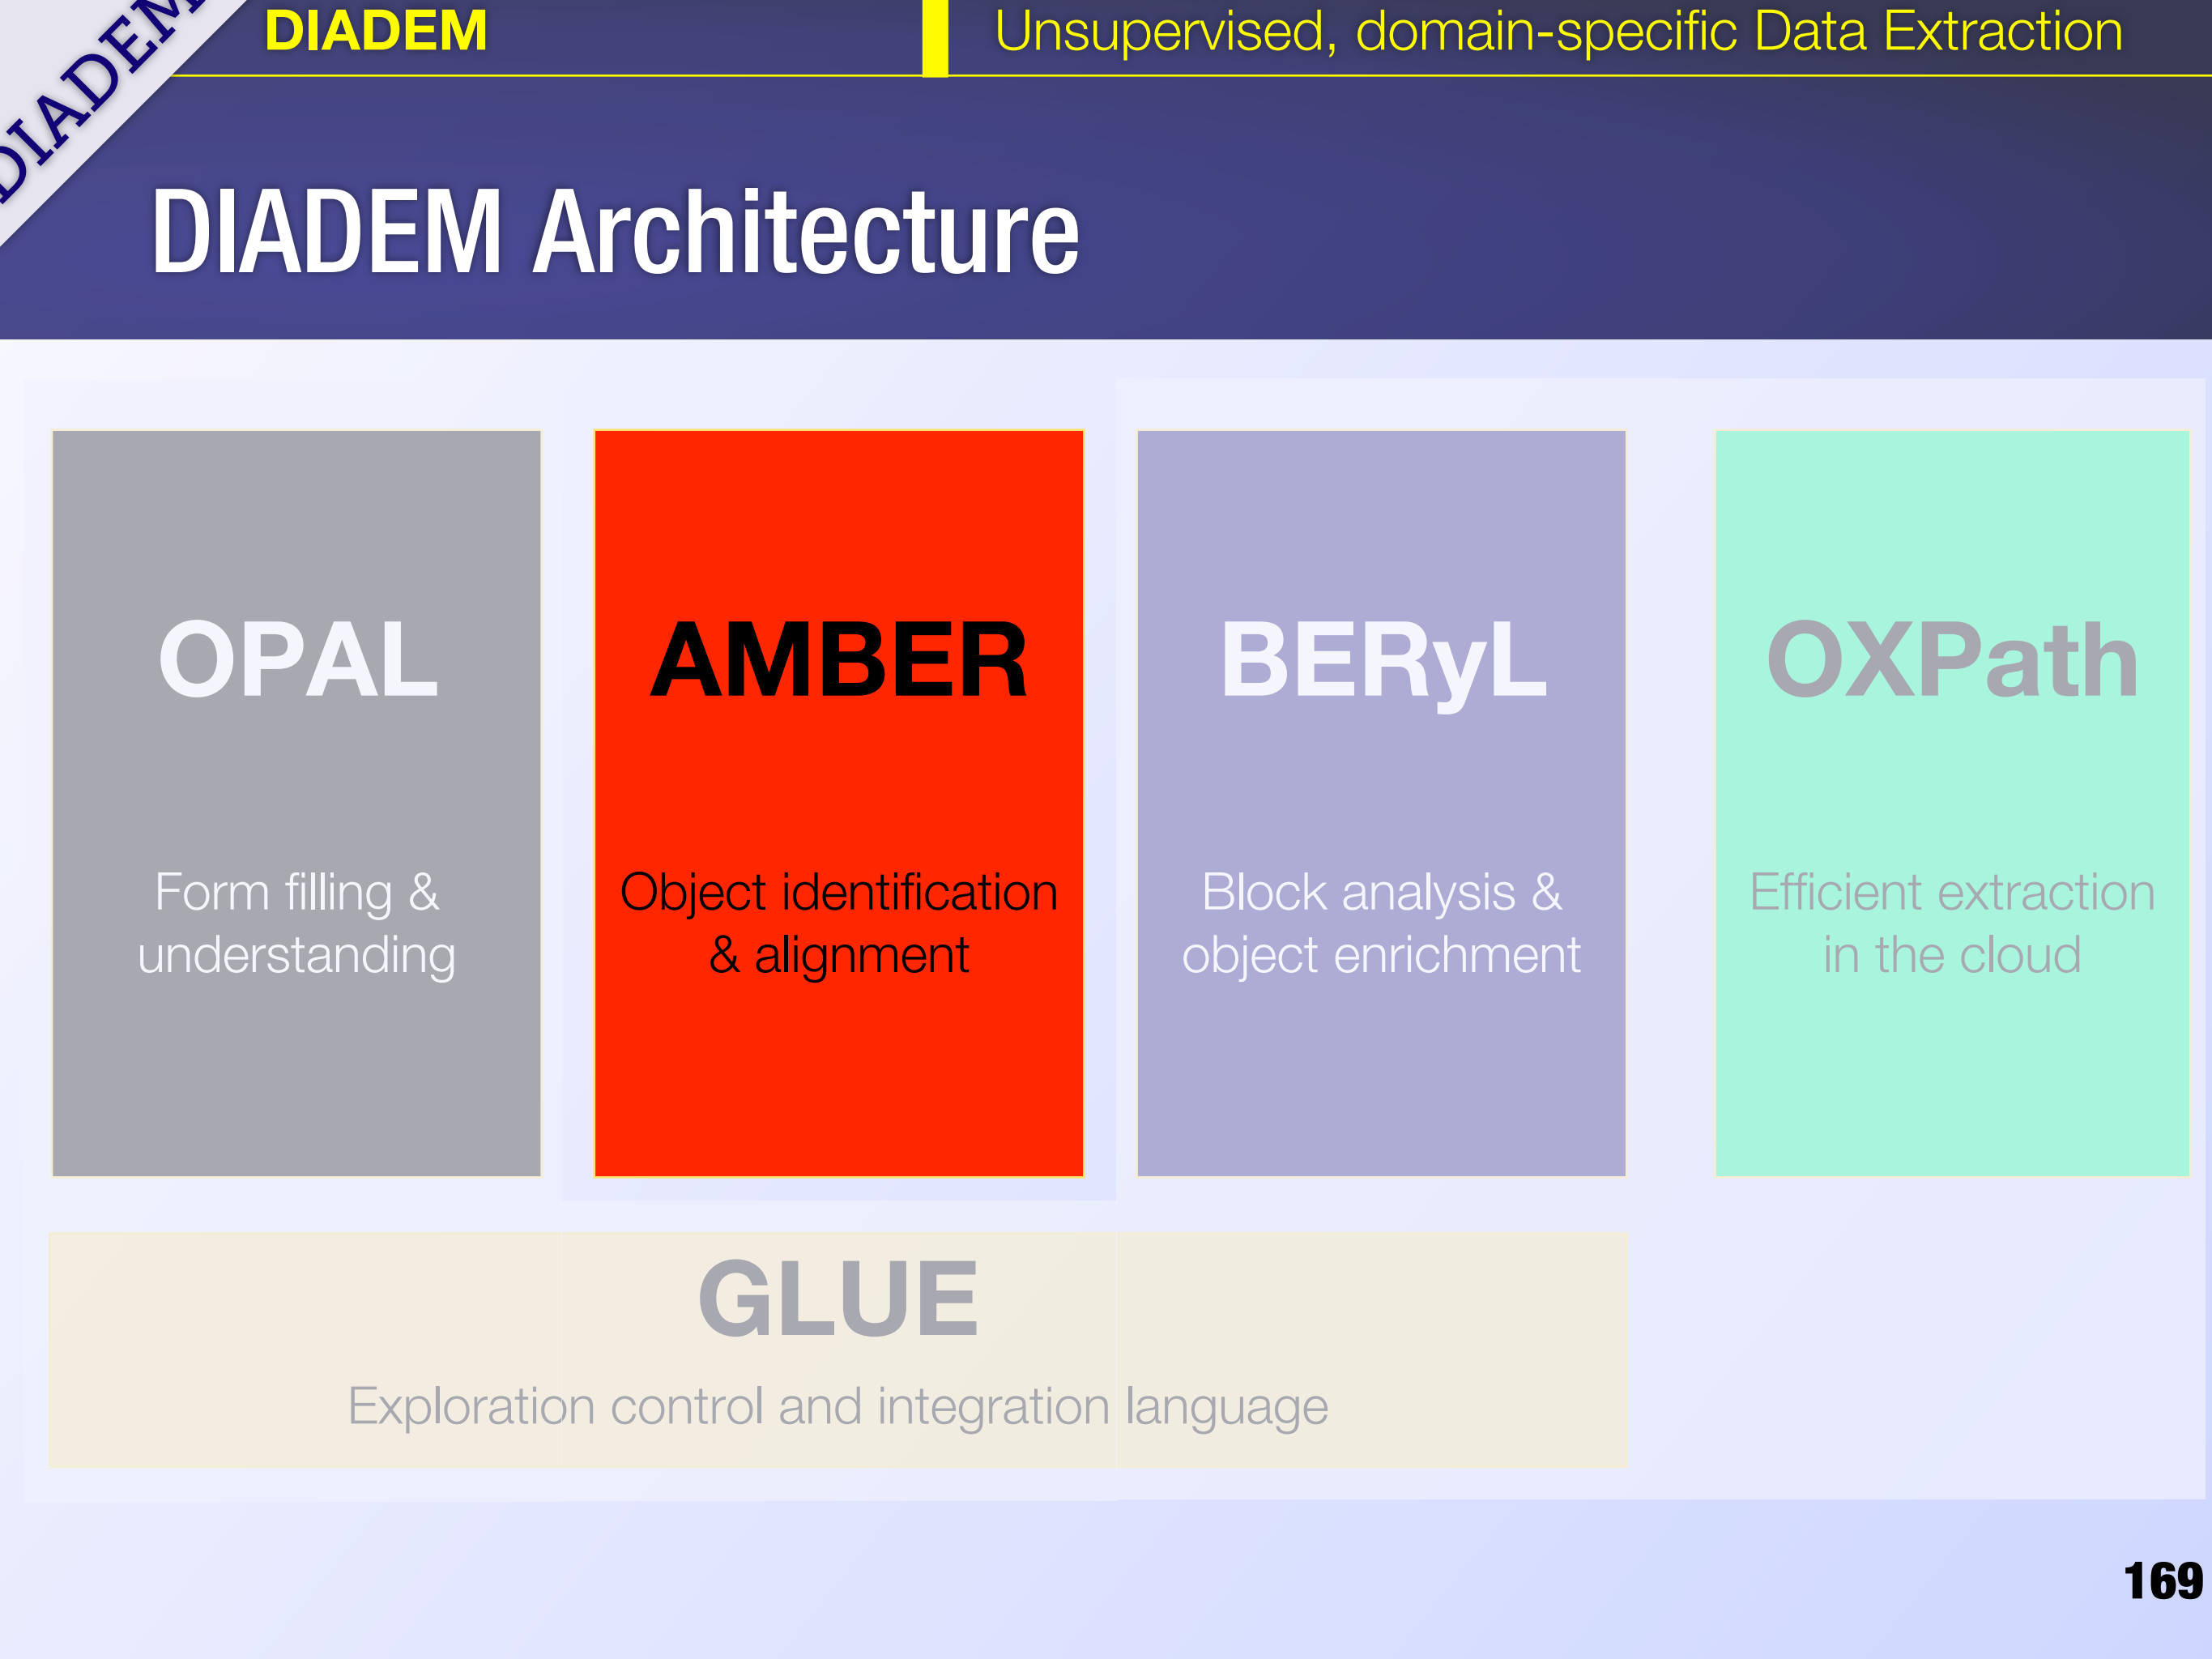 DIADEM
DIADEM
Unsupervised, domain-specific Data Extraction
DIADEM Architecture
OPAL
Form filling &
understanding
AMBER
Object identification
& alignment
BERyL
Block analysis &
object enrichment
OXPath
Efficient extraction
in the cloud
GLUE
Exploration control and integration language
169